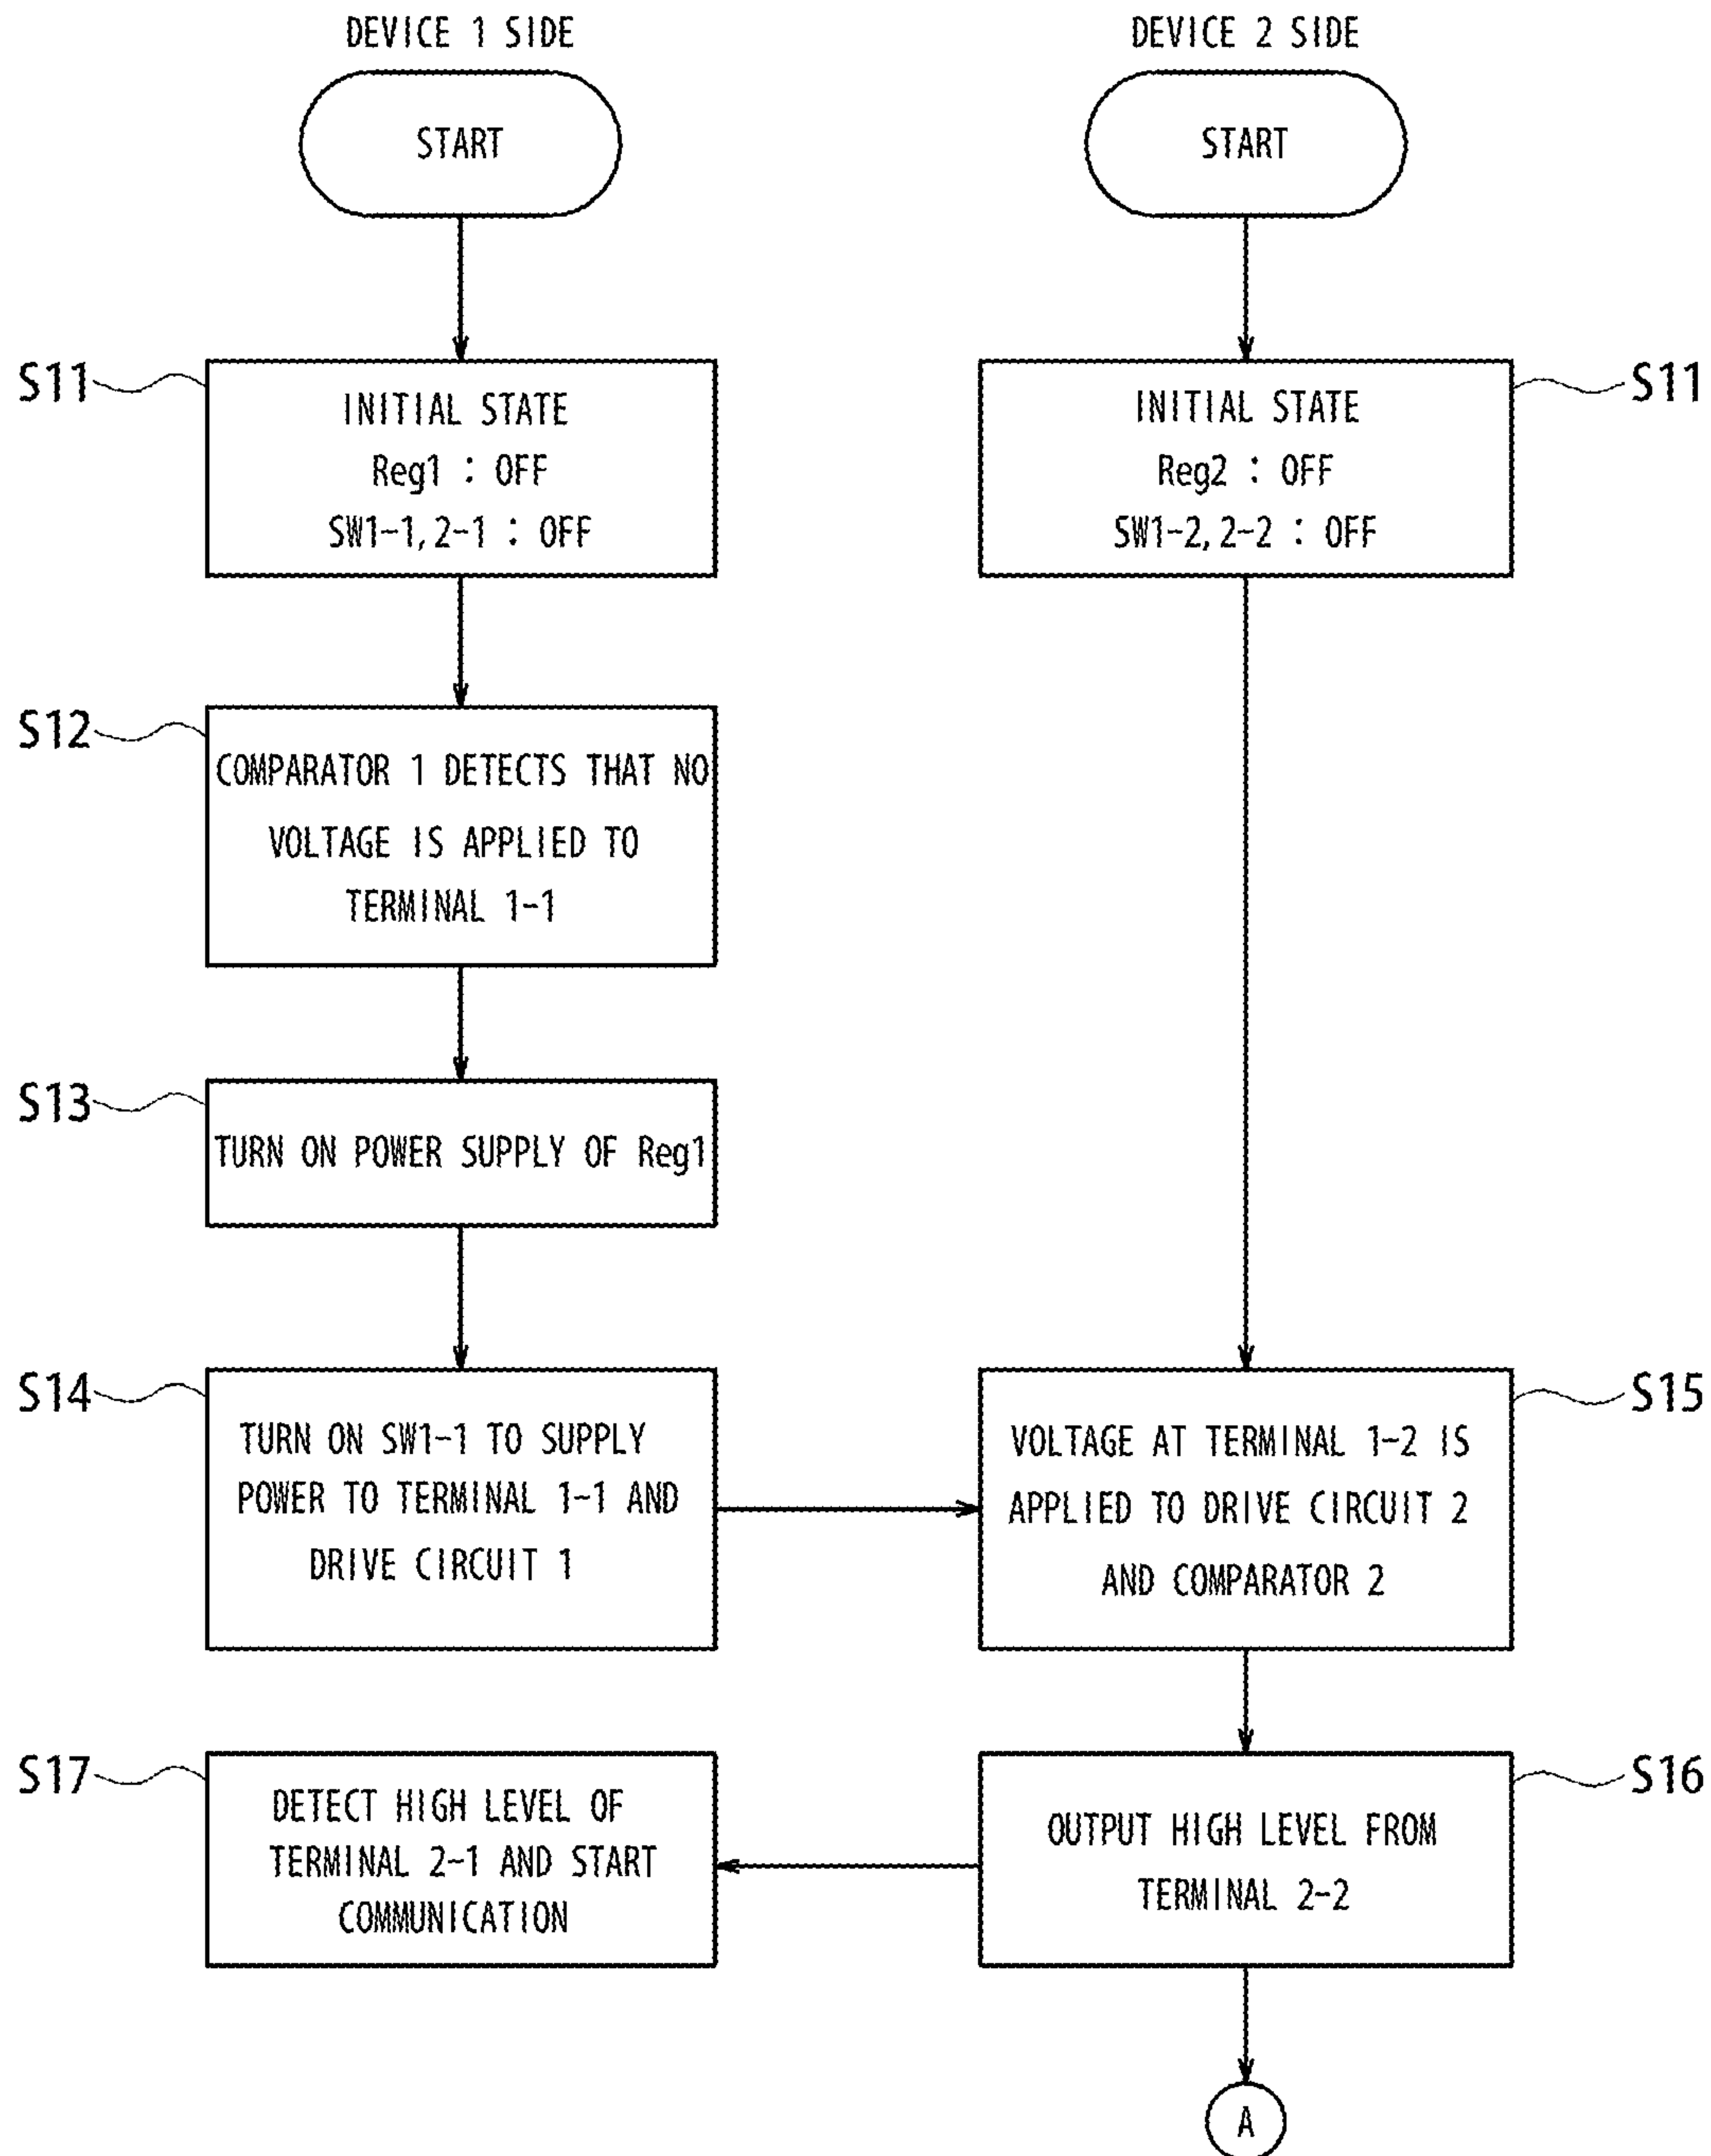 DEVICE 1 SIDE
DEVICE 2 SIDE
START
START
S11
INITIAL STATE
Reg1 : OFF
SW1-1, 2-1 : OFF
INITIAL STATE
Reg2 : OFF
SW1-2, 2-2 : OFF
S11
S12
COMPARATOR 1 DETECTS THAT NO
VOLTAGE IS APPLIED TO
TERMINAL 1-1
S13
TURN ON POWER SUPPLY OF Reg1
S14
TURN ON SW1-1 TO SUPPLY
POWER TO TERMINAL 1-1 AND
DRIVE CIRCUIT 1
VOLTAGE AT TERMINAL 1-2 IS
APPLIED TO DRIVE CIRCUIT 2
AND COMPARATOR 2
S15
S17
DETECT HIGH LEVEL OF
TERMINAL 2-1 AND START
COMMUNICATION
OUTPUT HIGH LEVEL FROM
TERMINAL 2-2
S16
A